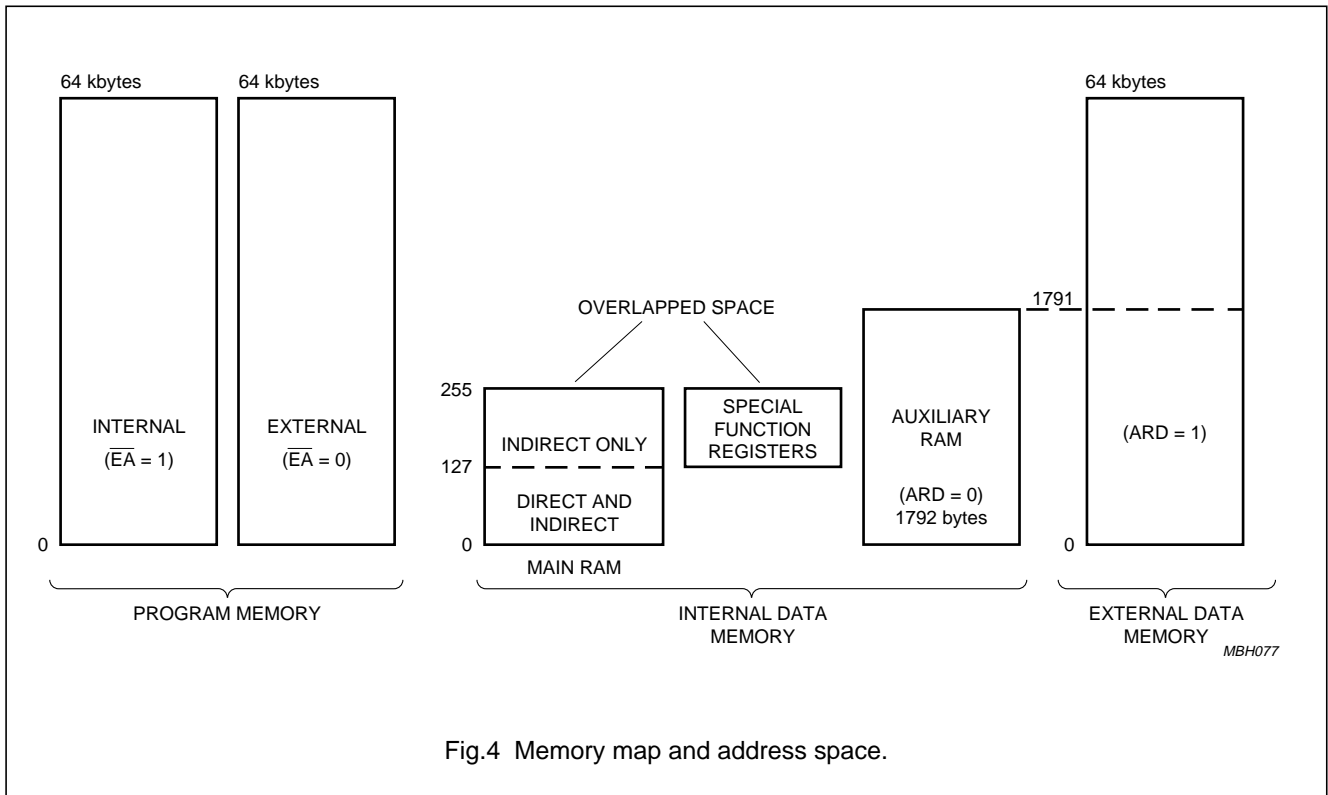 64 kbytes
64 kbytes
64 kbytes
INTERNAL
(E̅A̅ = 1)
EXTERNAL
(E̅A̅ = 0)
0
PROGRAM MEMORY
OVERLAPPED SPACE
255
127
0
INDIRECT ONLY
DIRECT AND
INDIRECT
MAIN RAM
SPECIAL
FUNCTION
REGISTERS
AUXILIARY
RAM
(ARD = 0)
1792 bytes
INTERNAL DATA
MEMORY
1791
(ARD = 1)
0
EXTERNAL DATA
MEMORY
MBH077
Fig.4 Memory map and address space.